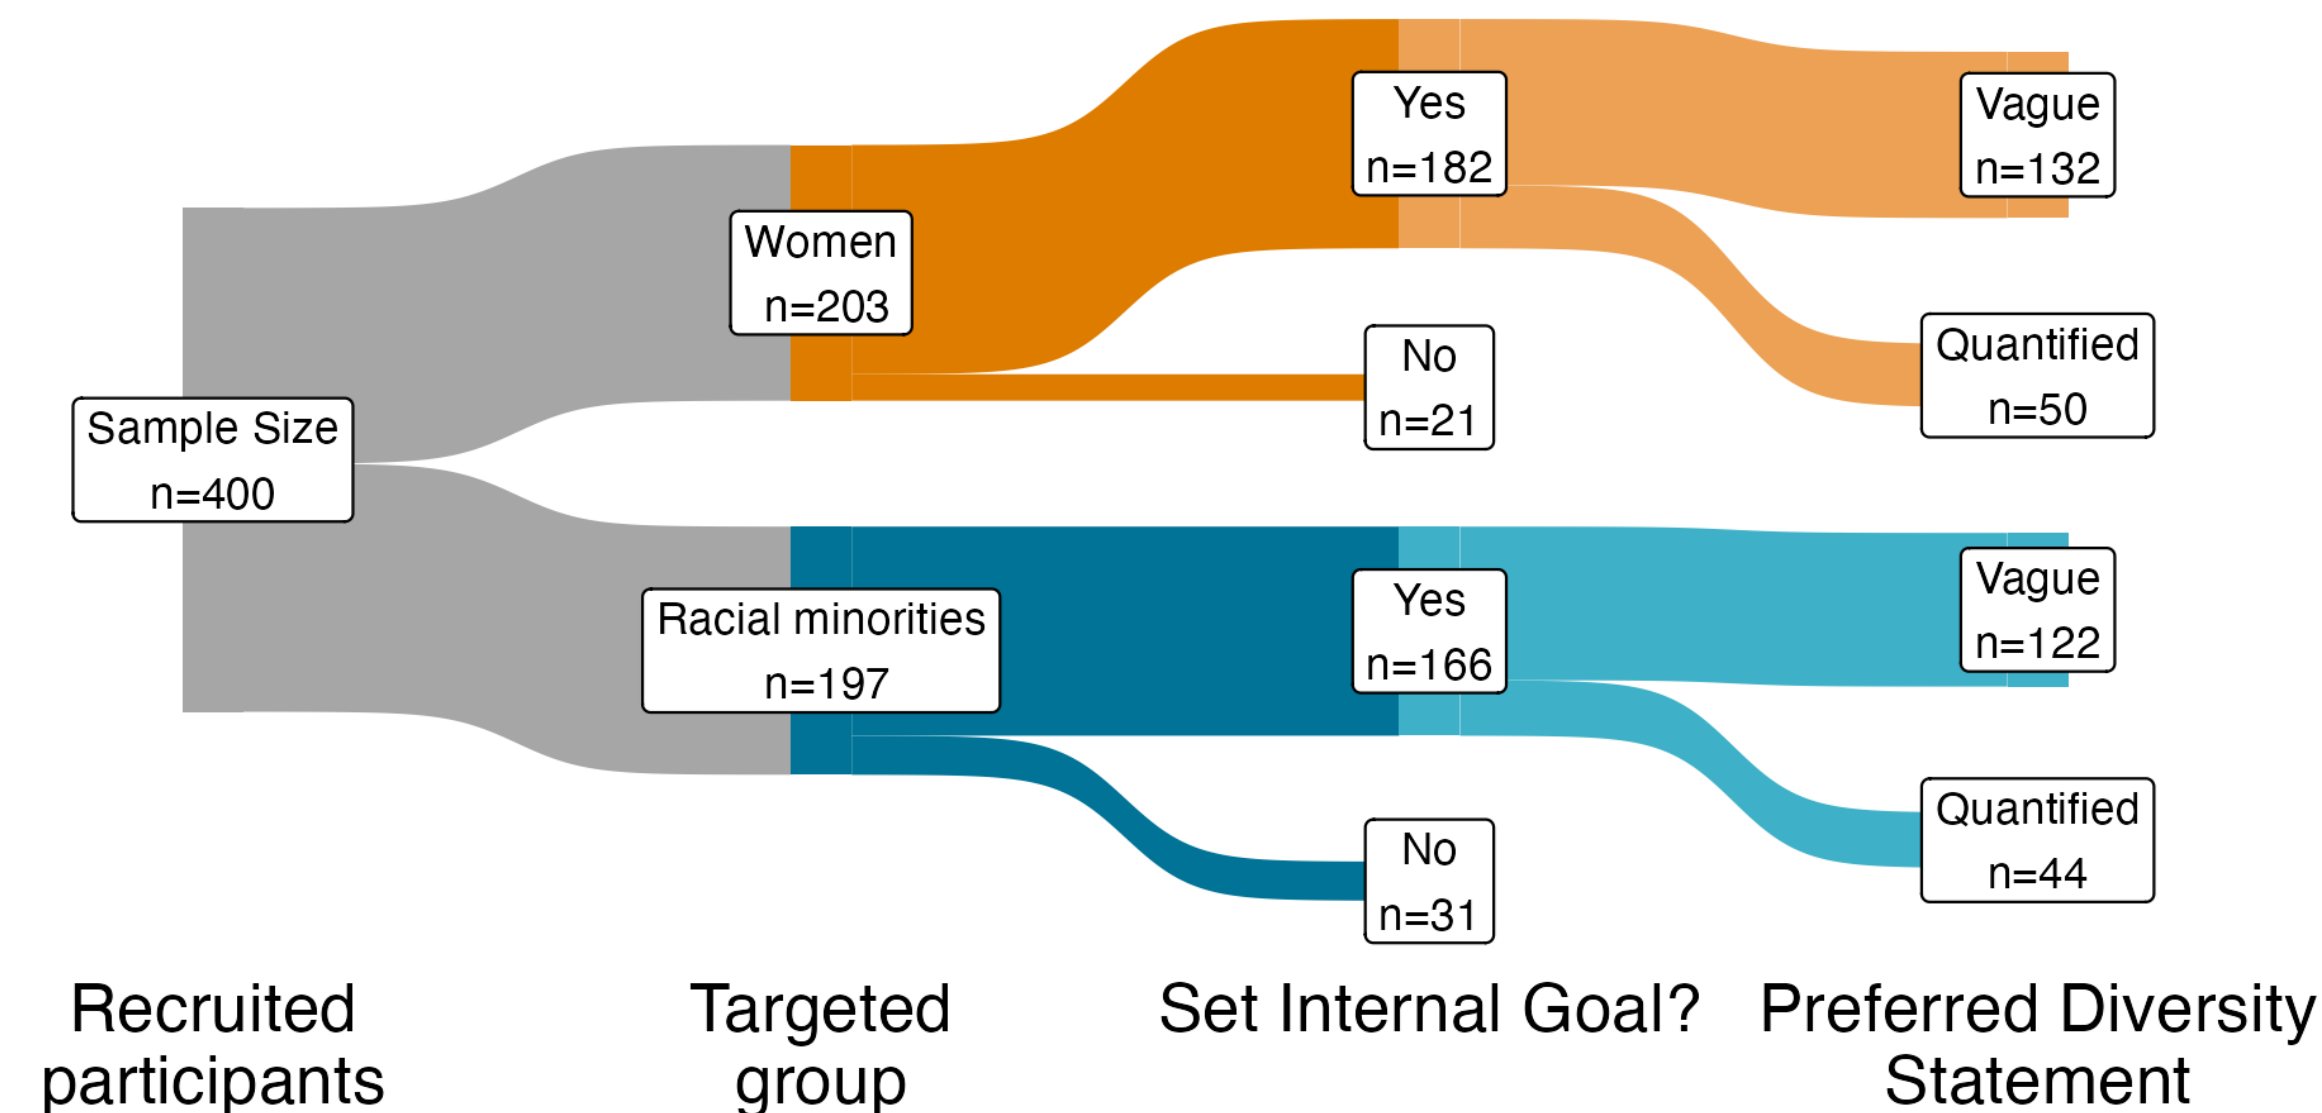 Sample Size
n=400
Women
n=203
Racial minorities
n=197
Yes
n=182
No
n=21
Yes
n=166
No
n=31
Vague
n=132
Quantified
n=50
Vague
n=122
Quantified
n=44
Recruited
participants
Targeted
group
Set Internal Goal?
Preferred Diversity
Statement